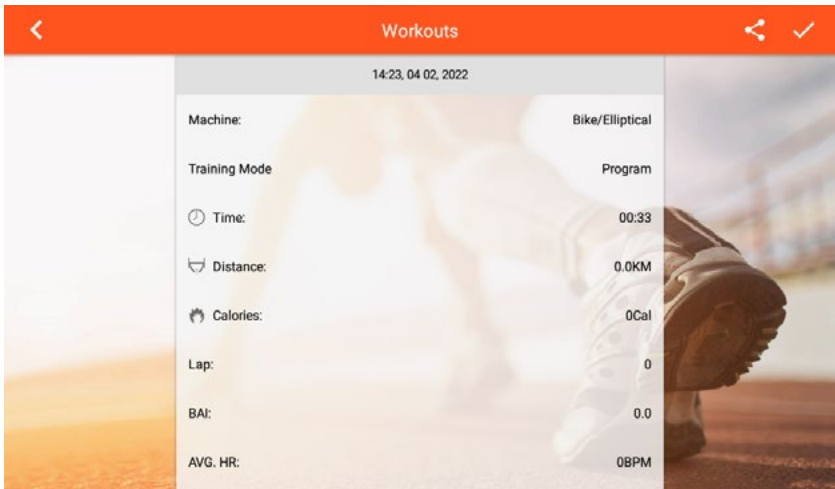 Workouts
14:23, 04 02, 2022
Machine: Bike/Elliptical
Training Mode Program
Time: 00:33
Distance: 0.0KM
Calories: 0Cal
Lap: 0
BAI: 0.0
AVG. HR: 0BPM